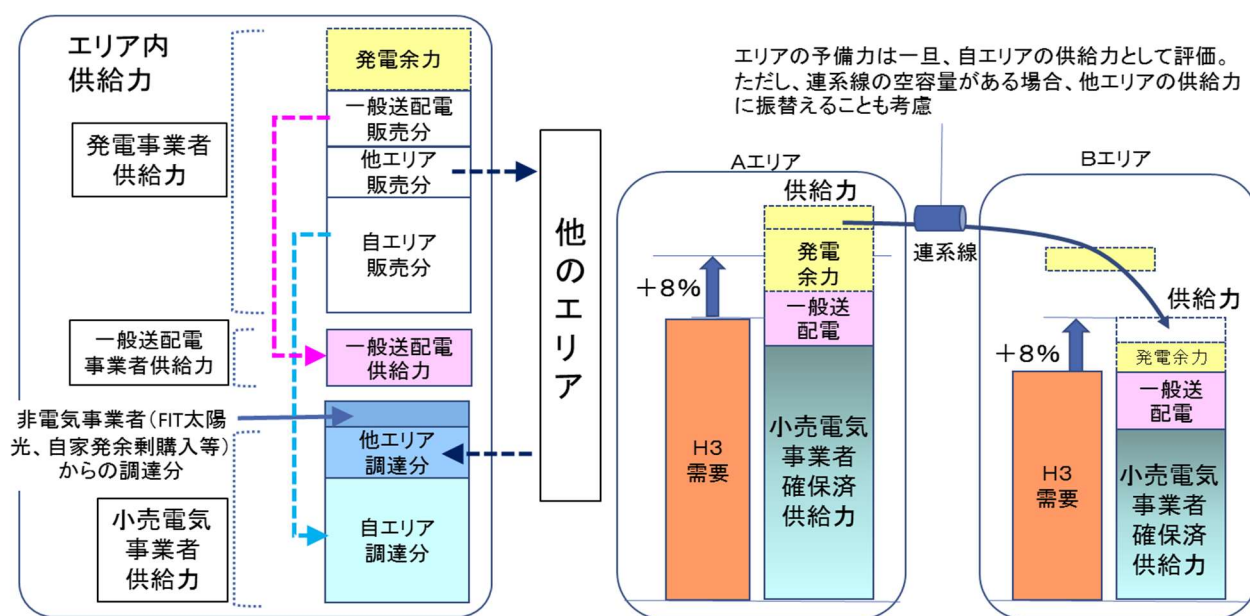 エリア内
供給力
発電事業者
供給力
一般送配電
事業者供給力
非電気事業者(FIT太陽
光、自家発余剰購入等)
からの調達分
小売電気
事業者
供給力
発電余力
一般送配電
販売分
他エリア
販売分
自エリア
販売分
一般送配電
供給力
他エリア
調達分
自エリア
調達分
他のエリア
エリアの予備力は一旦、自エリアの供給力として評価。
ただし、連系線の空容量がある場合、他エリアの供給力
に振替えることも考慮
Aエリア
供給力
+8%
発電
余力
一般送
配電
H3
需要
小売電気
事業者
確保済
供給力
連系線
Bエリア
供給力
+8%
発電余力
一般送
配電
H3
需要
小売電気
事業者
確保済
供給力